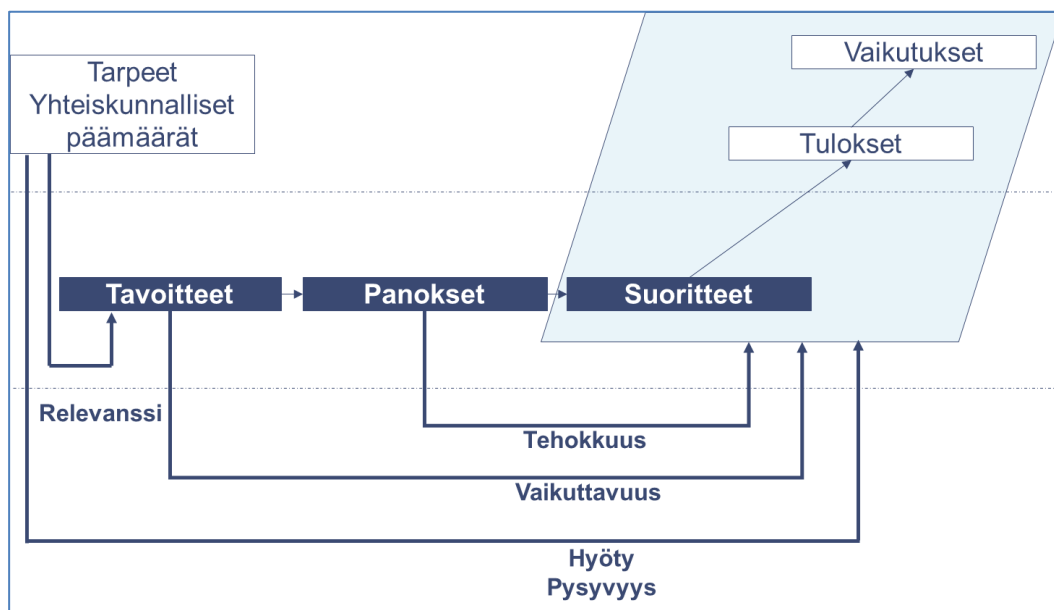 Tarpeet
Yhteiskunnalliset
päämäärät
Vaikutukset
Tulokset
Tavoitteet
Panokset
Suoritteet
Relevanssi
Tehokkuus
Vaikuttavuus
Hyöty
Pysyvyys